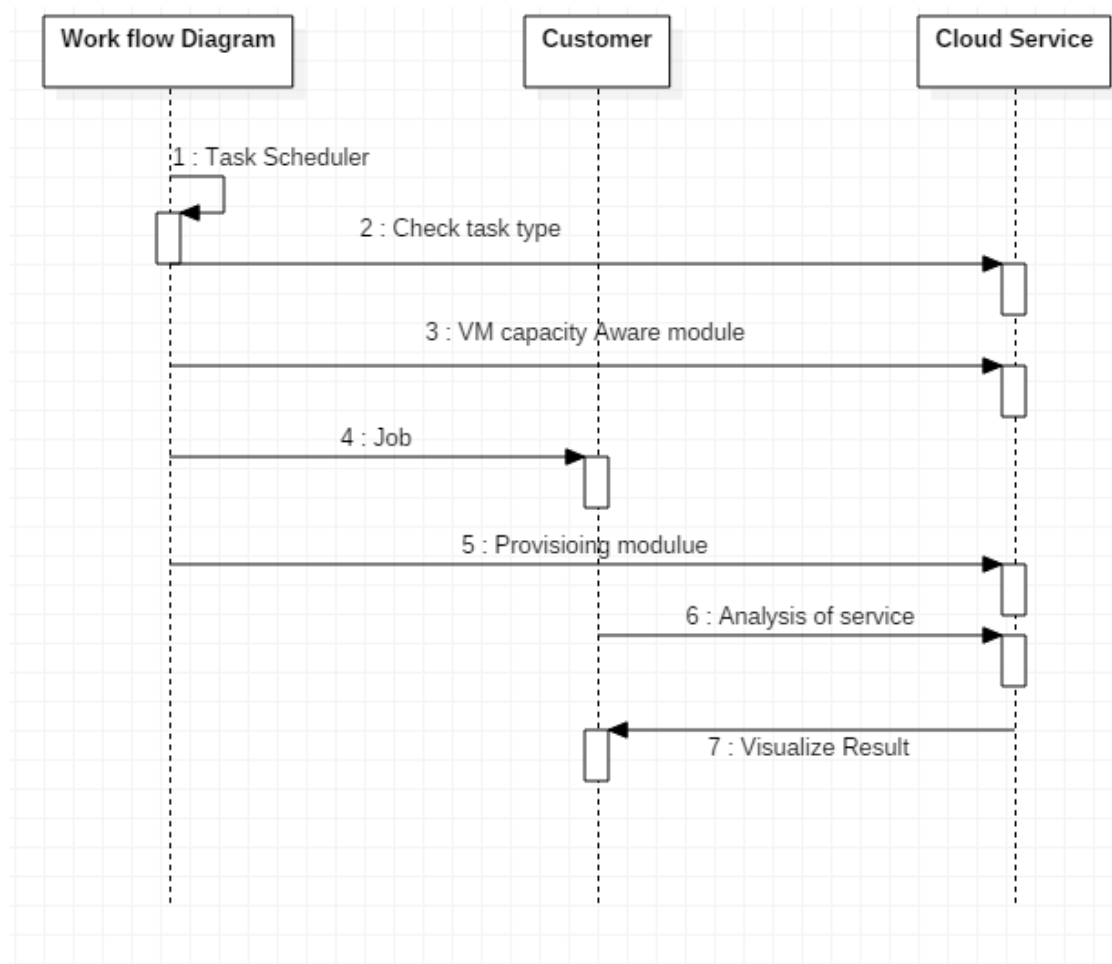 Work flow Diagram
Customer
Cloud Service
1 : Task Scheduler
2 : Check task type
3 : VM capacity Aware module
4 : Job
5 : Provisioing modulue
6 : Analysis of service
7 : Visualize Result